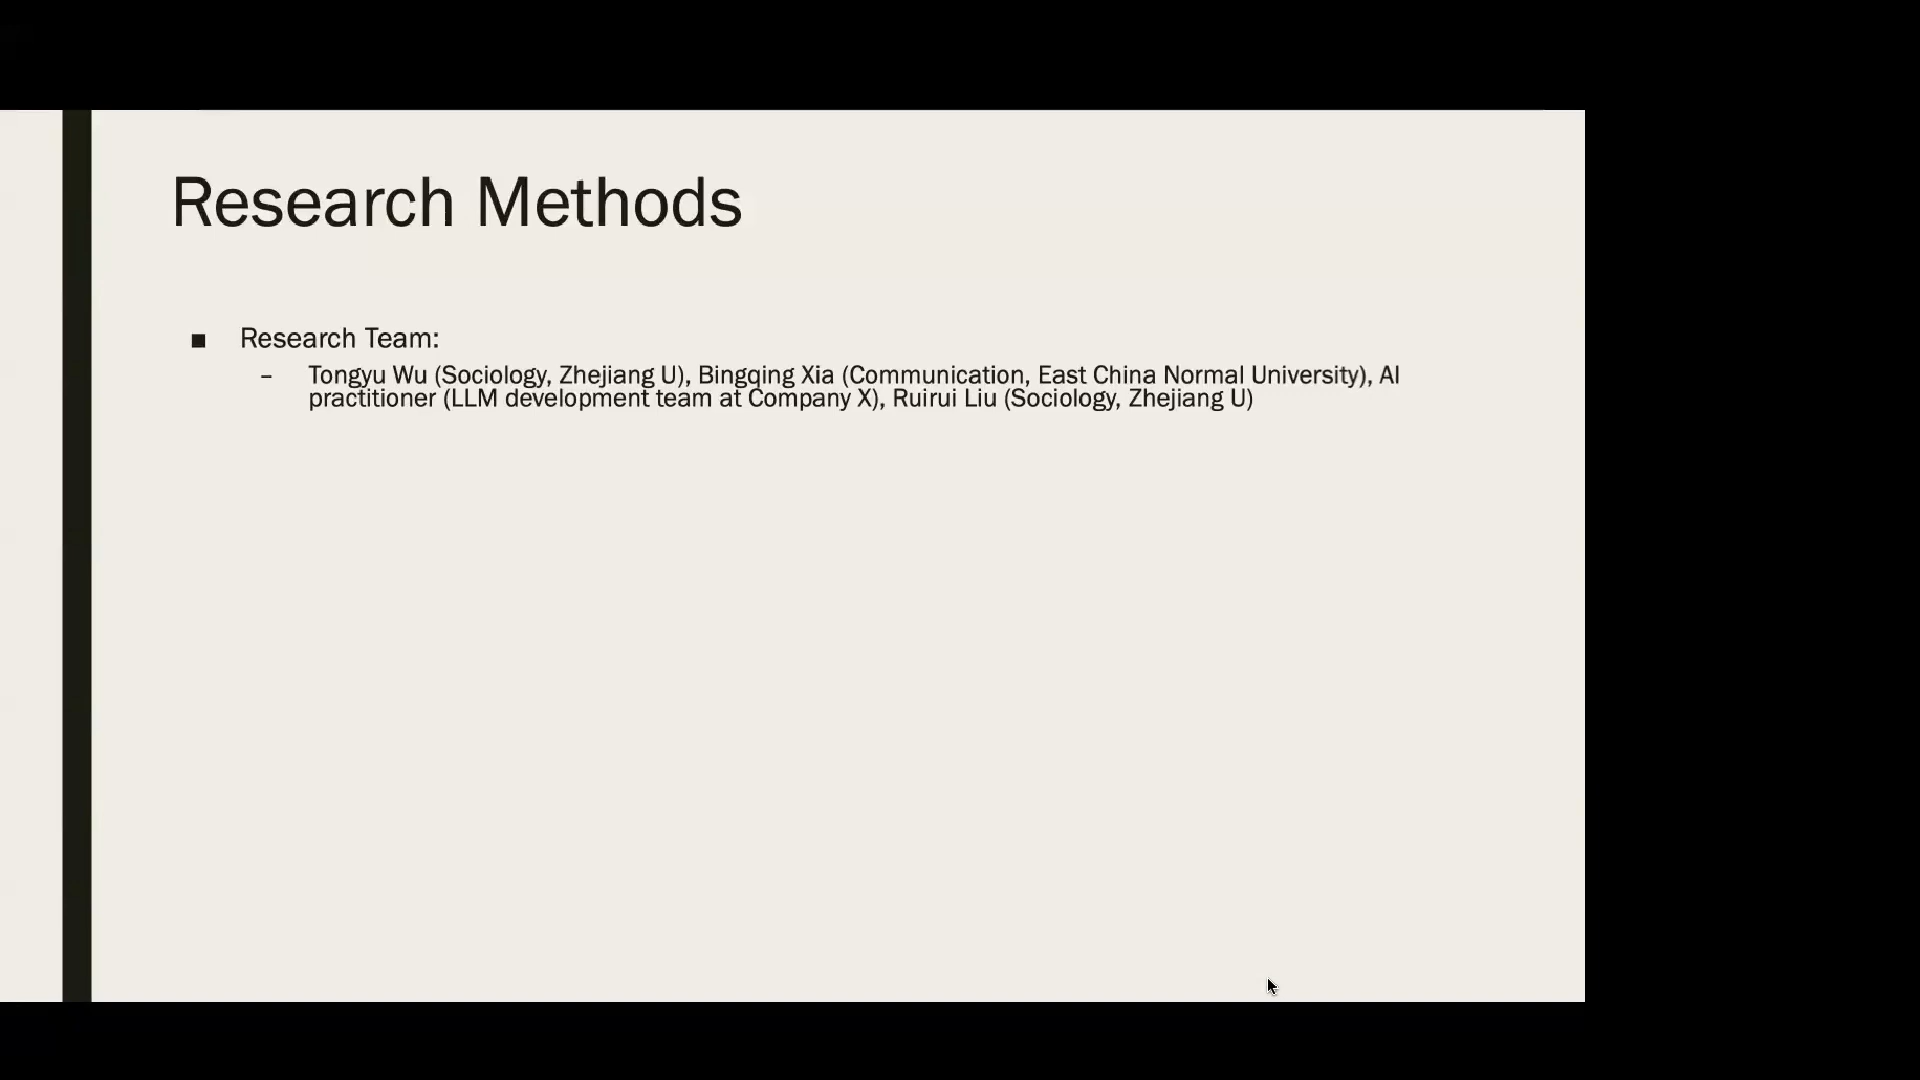 Research Methods
■ Research Team:
– Tongyu Wu (Sociology, Zhejiang U), Bingqing Xia (Communication, East China Normal University), AI
practitioner (LLM development team at Company X), Ruirui Liu (Sociology, Zhejiang U)